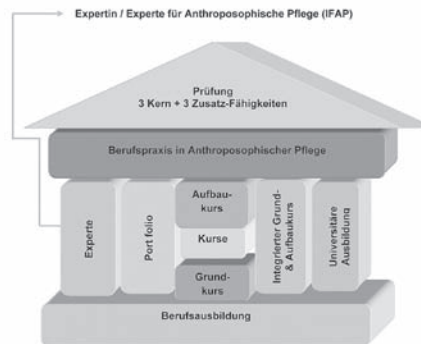 Expertin / Experte für Anthroposophische Pflege (IFAP)
Prüfung
3 Kern + 3 Zusatz-Fähigkeiten
Berufspraxis in Anthroposophischer Pflege
Experte
Port folio
Aufbau-
kurs
Kurse
Grund-
kurs
Integrierter Grund-
& Aufbaukurs
Universitäre
Ausbildung
Berufsausbildung